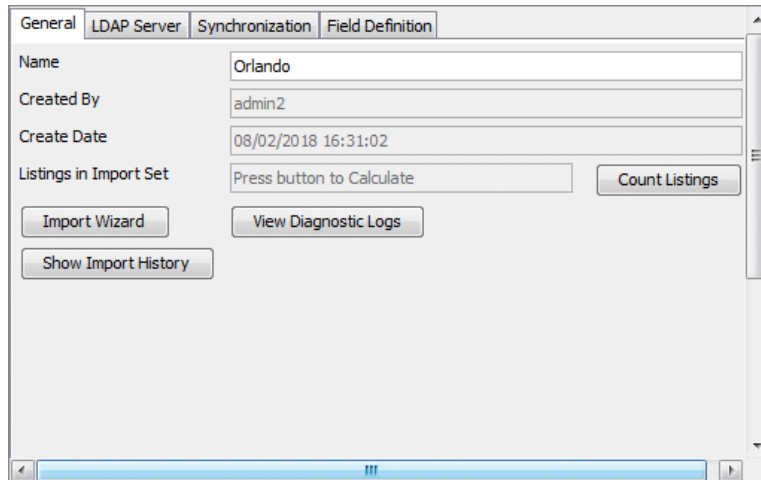 General LDAP Server Synchronization Field Definition
Name Orlando
Created By admin2
Create Date 08/02/2018 16:31:02
Listings in Import Set Press button to Calculate Count Listings
Import Wizard View Diagnostic Logs
Show Import History